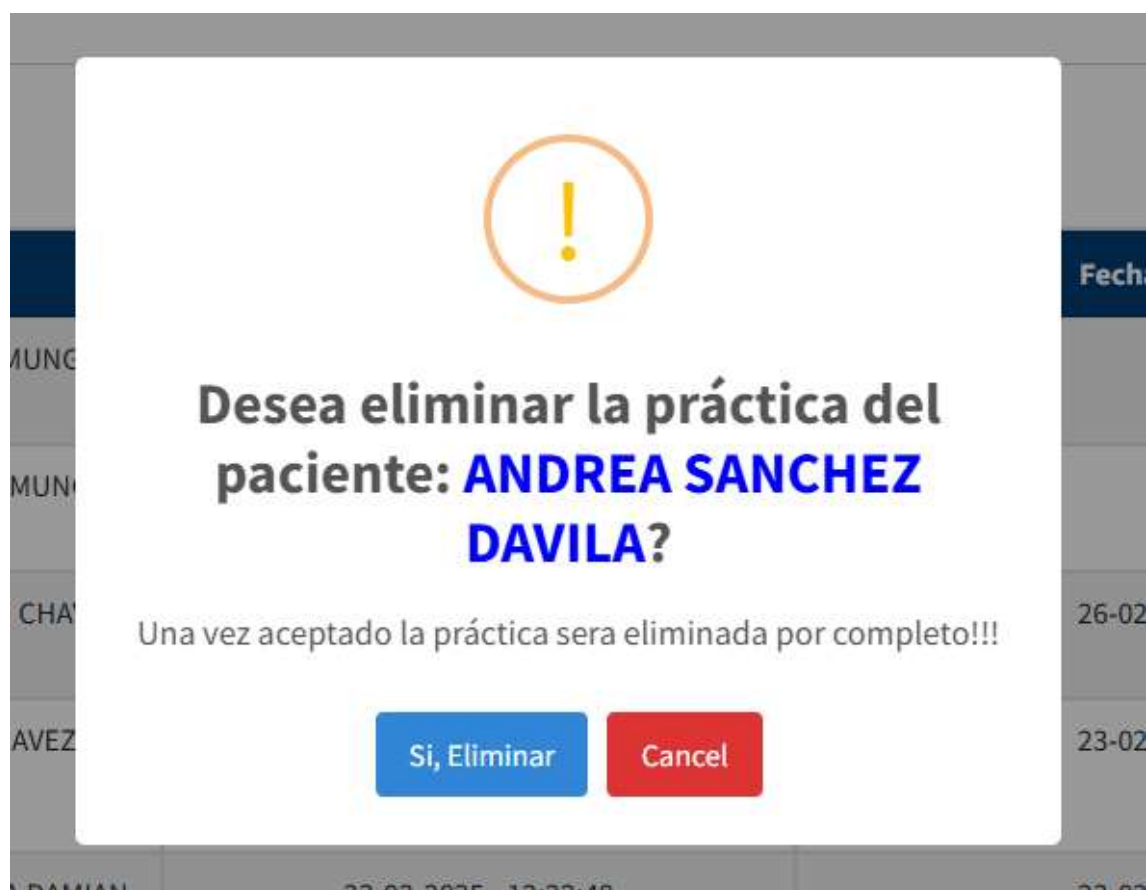 !
Desea eliminar la práctica del
paciente: ANDREA SANCHEZ
DAVILA?
Una vez aceptado la práctica sera eliminada por completo!!!
Si, Eliminar
Cancel
26-02
23-02